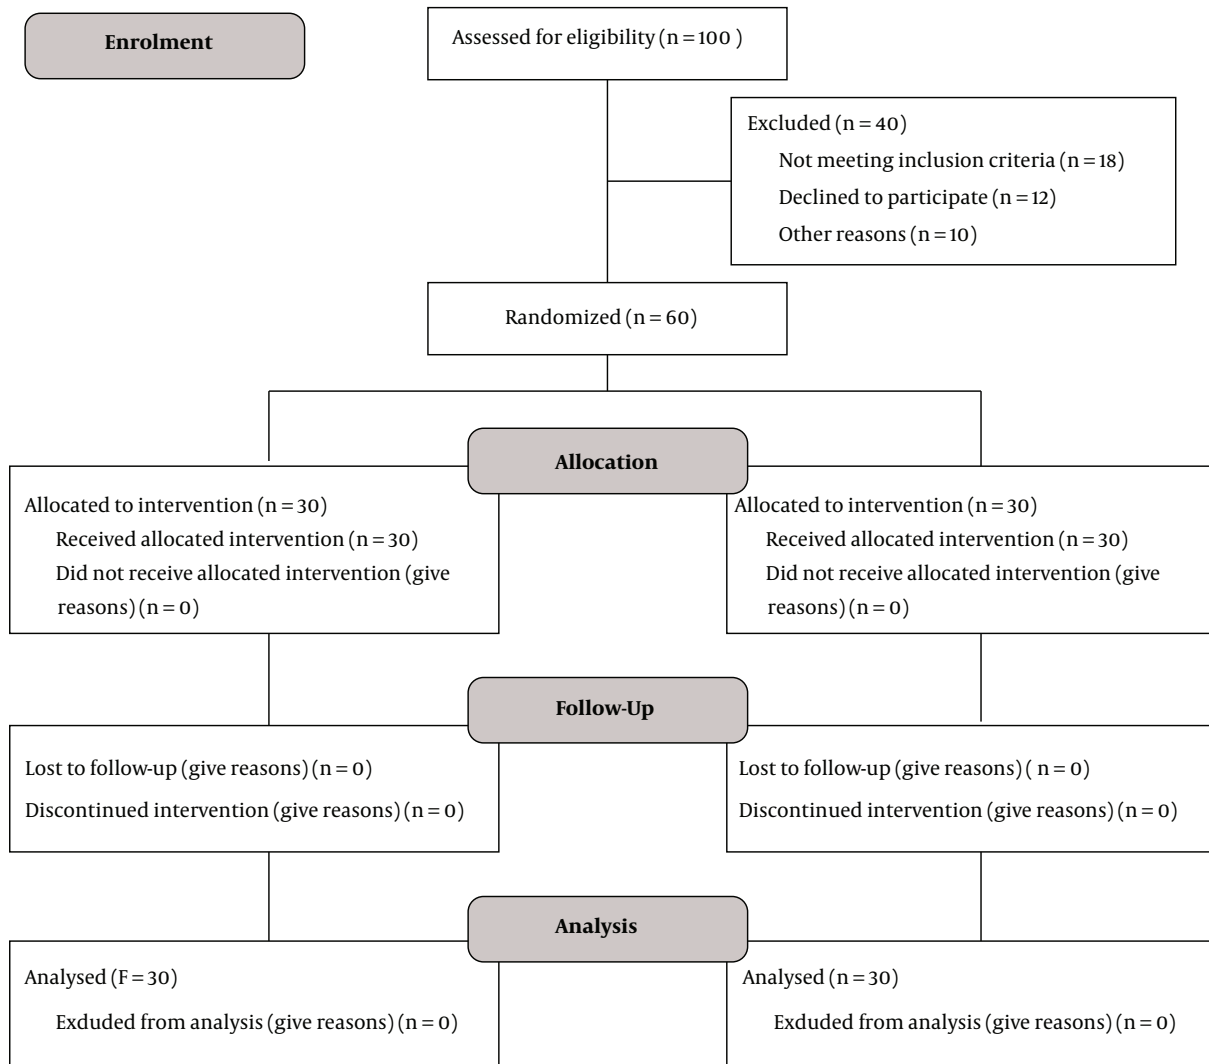 Enrolment
Assessed for eligibility (n = 100 )
Excluded (n = 40)
Not meeting inclusion criteria (n = 18)
Declined to participate (n = 12)
Other reasons (n = 10)
Randomized (n = 60)
Allocation
Allocated to intervention (n = 30)
Received allocated intervention (n = 30)
Did not receive allocated intervention (give
reasons) (n = 0)
Allocated to intervention (n = 30)
Received allocated intervention (n = 30)
Did not receive allocated intervention (give
reasons) (n = 0)
Follow-Up
Lost to follow-up (give reasons) (n = 0)
Discontinued intervention (give reasons) (n = 0)
Lost to follow-up (give reasons) ( n = 0)
Discontinued intervention (give reasons) (n = 0)
Analysis
Analysed (F = 30)
Exduded from analysis (give reasons) (n = 0)
Analysed (n = 30)
Exduded from analysis (give reasons) (n = 0)